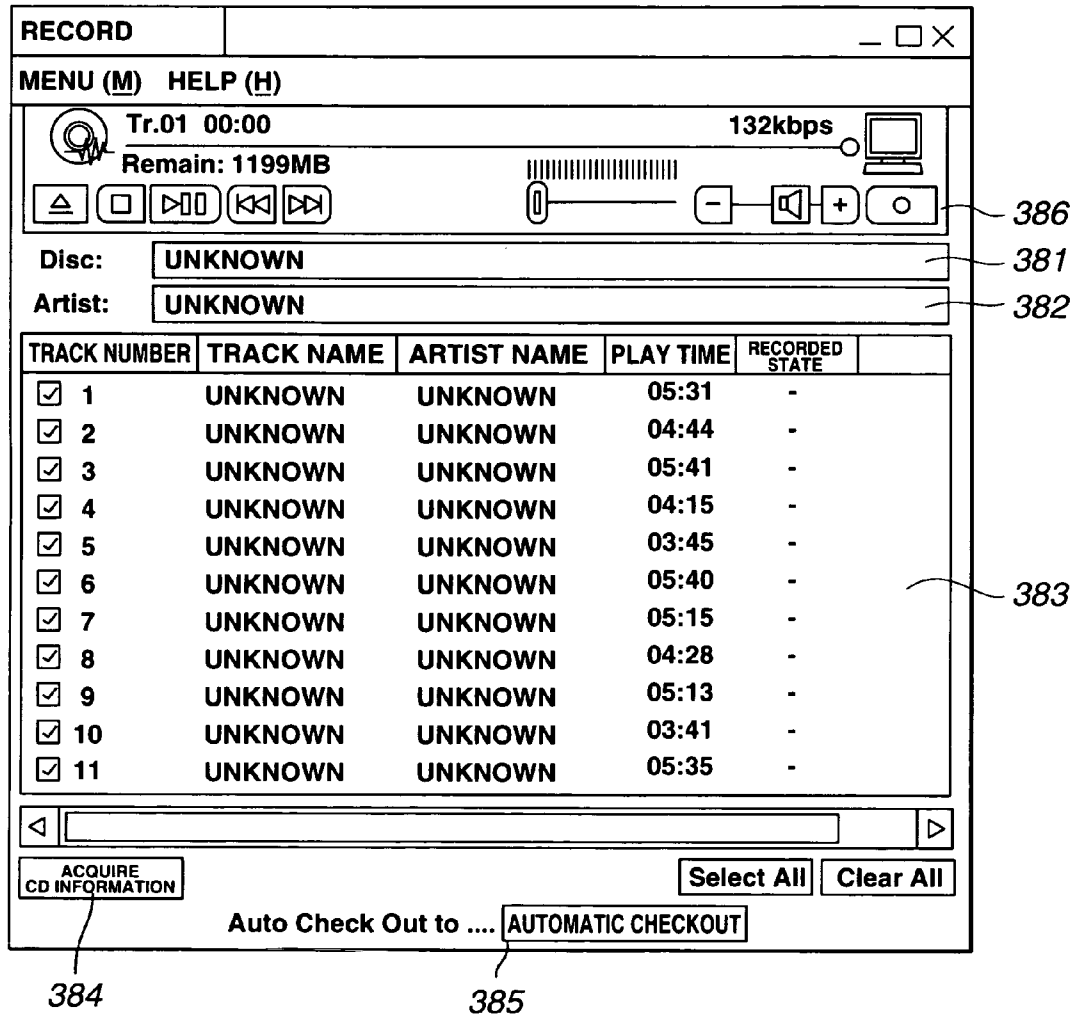 RECORD
MENU (M) HELP (H)
Tr.01 00:00 132kbps
Remain: 1199MB
386
Disc: UNKNOWN 381
Artist: UNKNOWN 382
TRACK NUMBER TRACK NAME ARTIST NAME PLAY TIME RECORDED STATE
1 UNKNOWN UNKNOWN 05:31 -
2 UNKNOWN UNKNOWN 04:44 -
3 UNKNOWN UNKNOWN 05:41 -
4 UNKNOWN UNKNOWN 04:15 -
5 UNKNOWN UNKNOWN 03:45 -
6 UNKNOWN UNKNOWN 05:40 -
383
7 UNKNOWN UNKNOWN 05:15 -
8 UNKNOWN UNKNOWN 04:28 -
9 UNKNOWN UNKNOWN 05:13 -
10 UNKNOWN UNKNOWN 03:41 -
11 UNKNOWN UNKNOWN 05:35 -
ACQUIRE
CD INFORMATION
Select All Clear All
Auto Check Out to .... AUTOMATIC CHECKOUT
384 385